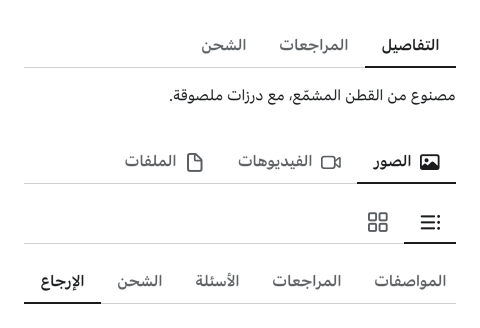 التفاصيل المراجعات الشحن
مصنوع من القطن المشمّع، مع درزات ملصوقة.
الصور الفيديوهات الملفات
المواصفات المراجعات الأسئلة الشحن الإرجاع